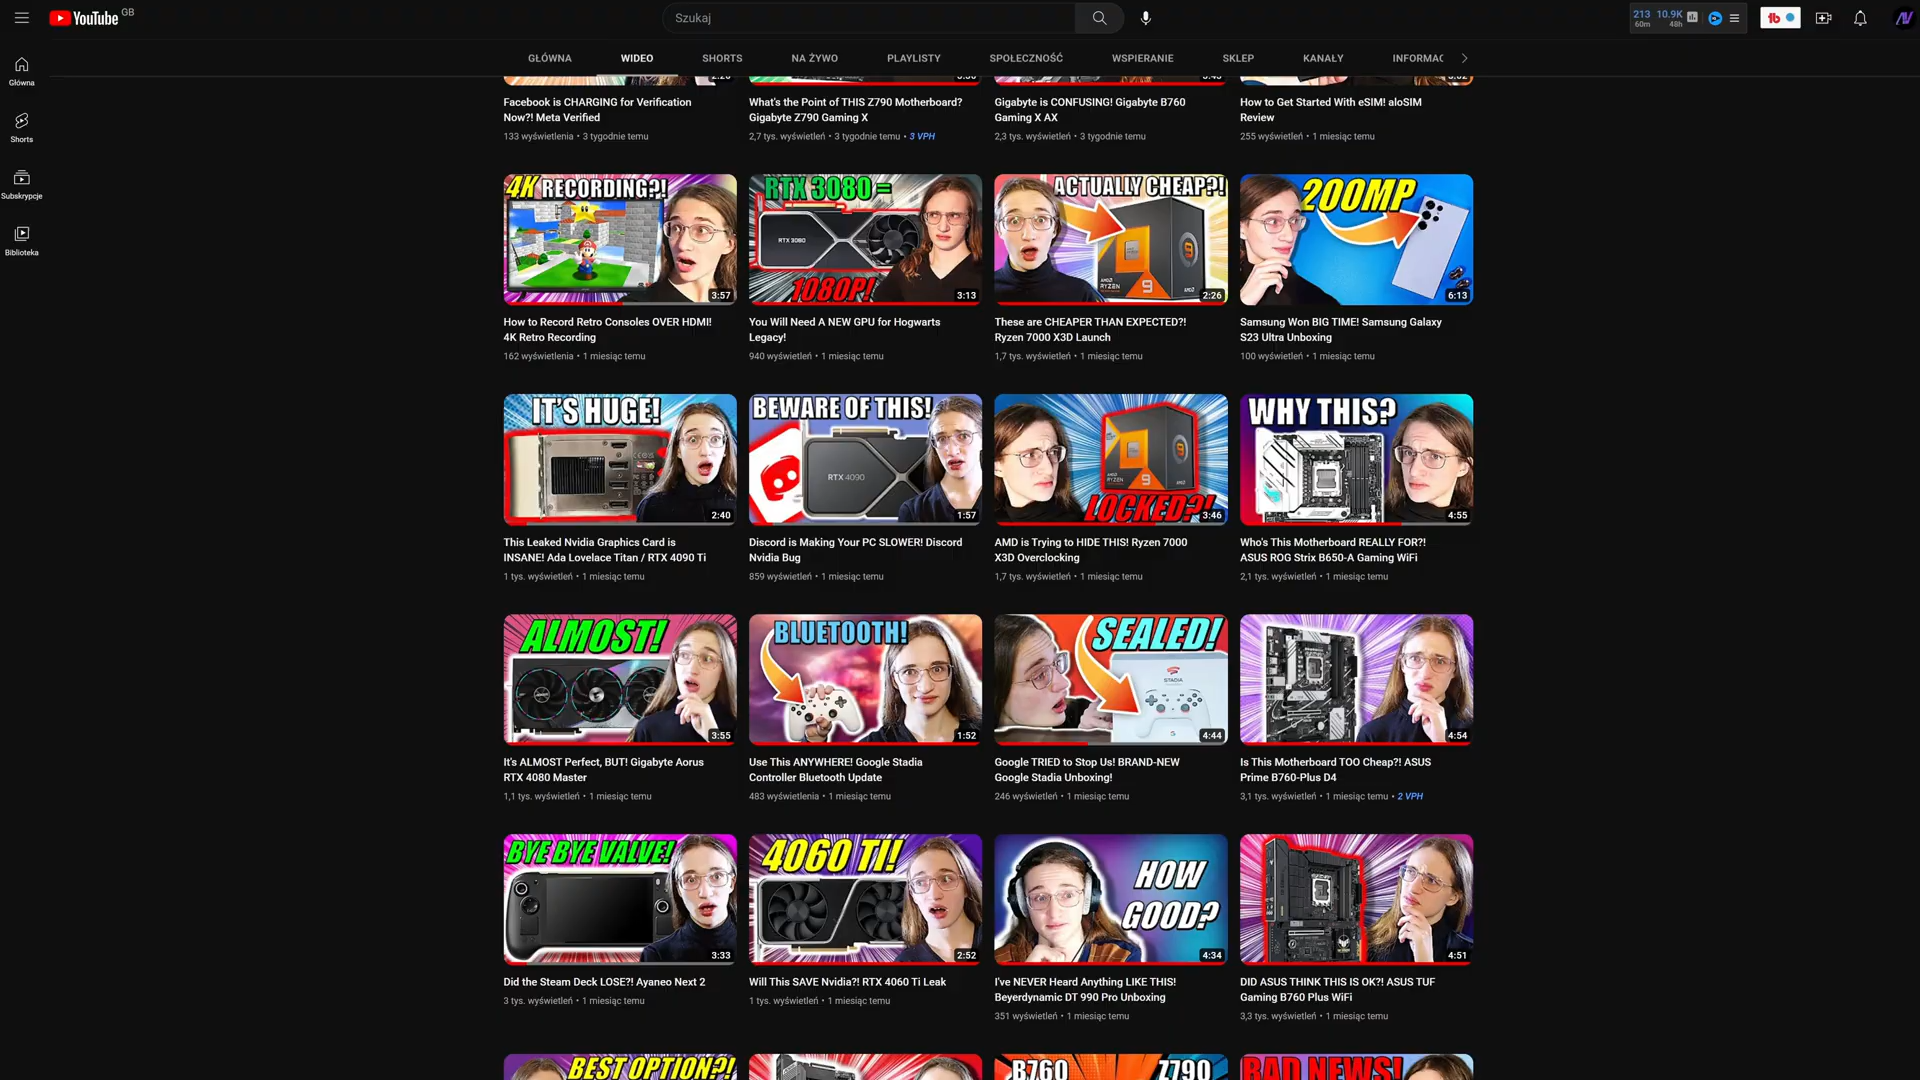 YouTube GB
Szukaj
213 10.9K
60m 48h
GŁÓWNA WIDEO SHORTS NA ŻYWO PLAYLISTY SPOŁECZNOŚĆ WSPIERANIE SKLEP KANAŁY INFORMAC
Główna
Shorts
Subskrypcje
Biblioteka
Facebook is CHARGING for Verification
Now?! Meta Verified
133 wyświetlenia • 3 tygodnie temu
What's the Point of THIS Z790 Motherboard?
Gigabyte Z790 Gaming X
2,7 tys. wyświetleń • 3 tygodnie temu • 3 VPH
Gigabyte is CONFUSING! Gigabyte B760
Gaming X AX
2,3 tys. wyświetleń • 3 tygodnie temu
How to Get Started With eSIM! aloSIM
Review
255 wyświetleń • 1 miesiąc temu
4K RECORDING?!
3:57
How to Record Retro Consoles OVER HDMI!
4K Retro Recording
162 wyświetlenia • 1 miesiąc temu
RTX 3080 =
RTX 3080
1080P!
3:13
You Will Need A NEW GPU for Hogwarts
Legacy!
940 wyświetleń • 1 miesiąc temu
ACTUALLY CHEAP?!
AMD
RYZEN 9
2:26
These are CHEAPER THAN EXPECTED?!
Ryzen 7000 X3D Launch
1,7 tys. wyświetleń • 1 miesiąc temu
200MP
6:13
Samsung Won BIG TIME! Samsung Galaxy
S23 Ultra Unboxing
100 wyświetleń • 1 miesiąc temu
IT'S HUGE!
2:40
This Leaked Nvidia Graphics Card is
INSANE! Ada Lovelace Titan / RTX 4090 Ti
1 tys. wyświetleń • 1 miesiąc temu
BEWARE OF THIS!
RTX 4090
1:57
Discord is Making Your PC SLOWER! Discord
Nvidia Bug
859 wyświetleń • 1 miesiąc temu
AMD
RYZEN 9
LOCKED?!
3:46
AMD is Trying to HIDE THIS! Ryzen 7000
X3D Overclocking
1,7 tys. wyświetleń • 1 miesiąc temu
WHY THIS?
4:55
Who's This Motherboard REALLY FOR?!
ASUS ROG Strix B650-A Gaming WiFi
2,1 tys. wyświetleń • 1 miesiąc temu
ALMOST!
3:55
It's ALMOST Perfect, BUT! Gigabyte Aorus
RTX 4080 Master
1,1 tys. wyświetleń • 1 miesiąc temu
BLUETOOTH!
1:52
Use This ANYWHERE! Google Stadia
Controller Bluetooth Update
483 wyświetlenia • 1 miesiąc temu
SEALED!
STADIA
4:44
Google TRIED to Stop Us! BRAND-NEW
Google Stadia Unboxing!
246 wyświetleń • 1 miesiąc temu
4:54
Is This Motherboard TOO Cheap?! ASUS
Prime B760-Plus D4
3,1 tys. wyświetleń • 1 miesiąc temu • 2 VPH
BYE BYE VALVE!
3:33
Did the Steam Deck LOSE?! Ayaneo Next 2
3 tys. wyświetleń • 1 miesiąc temu
4060 TI!
2:52
Will This SAVE Nvidia?! RTX 4060 Ti Leak
1 tys. wyświetleń • 1 miesiąc temu
HOW
GOOD?
4:34
I've NEVER Heard Anything LIKE THIS!
Beyerdynamic DT 990 Pro Unboxing
351 wyświetleń • 1 miesiąc temu
4:51
DID ASUS THINK THIS IS OK?! ASUS TUF
Gaming B760 Plus WiFi
3,3 tys. wyświetleń • 1 miesiąc temu
BEST OPTION?!
B760 Z790
BAD NEWS!